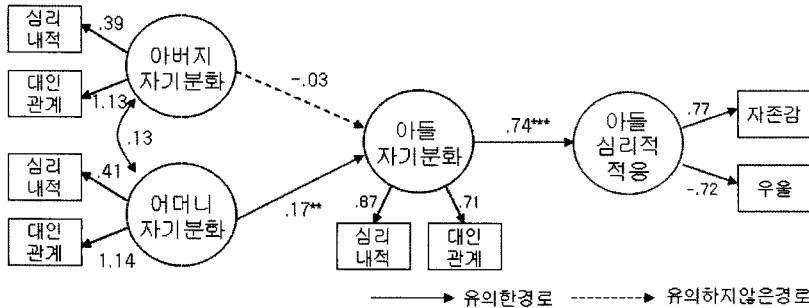 심리
내적
.39
아버지
자기분화
대인
관계
1.13
-.03
.13
심리
내적
.41
어머니
자기분화
대인
관계
1.14
.17**
아들
자기분화
.87
.71
심리
내적
대인
관계
.74***
아들
심리적
적응
.77
자존감
-.72
우울
유의한경로
유의하지않은경로